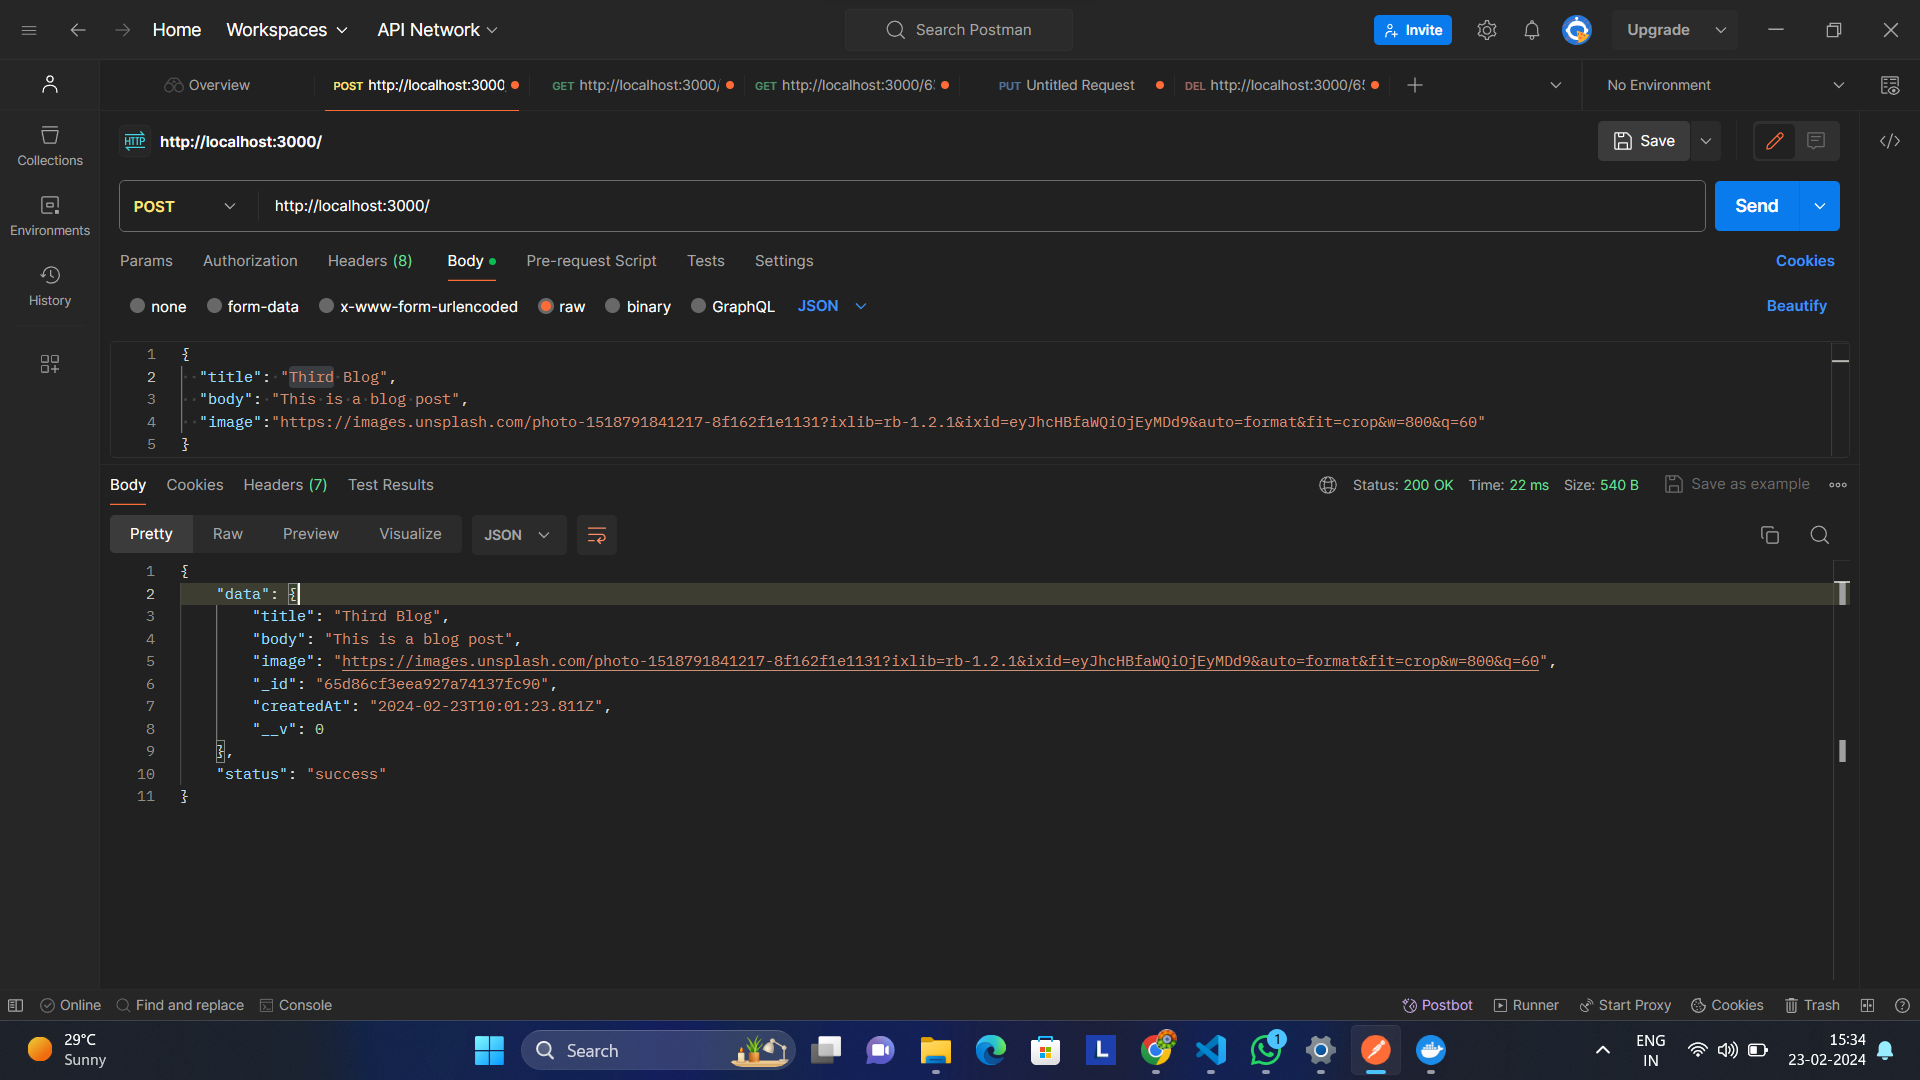 Home Workspaces API Network Search Postman Invite Upgrade
Overview POST http://localhost:3000, GET http://localhost:3000/ GET http://localhost:3000/6 PUT Untitled Request DEL http://localhost:3000/65 No Environment
HTTP http://localhost:3000/ Save
Collections
Environments
History
POST http://localhost:3000/ Send
Params Authorization Headers (8) Body Pre-request Script Tests Settings Cookies
none form-data x-www-form-urlencoded raw binary GraphQL JSON Beautify
1 {
2 "title": "Third Blog",
3 "body": "This is a blog post",
4 "image":"https://images.unsplash.com/photo-1518791841217-8f162f1e1131?ixlib=rb-1.2.1&ixid=eyJhcHBfaWQiOjEyMDd9&auto=format&fit=crop&w=800&q=60"
5 }
Body Cookies Headers (7) Test Results Status: 200 OK Time: 22 ms Size: 540 B Save as example
Pretty Raw Preview Visualize JSON
1 {
2 "data": {
3 "title": "Third Blog",
4 "body": "This is a blog post",
5 "image": "https://images.unsplash.com/photo-1518791841217-8f162f1e1131?ixlib=rb-1.2.1&ixid=eyJhcHBfaWQiOjEyMDd9&auto=format&fit=crop&w=800&q=60",
6 "_id": "65d86cf3eea927a74137fc90",
7 "createdAt": "2024-02-23T10:01:23.811Z",
8 "__v": 0
9 },
10 "status": "success"
11 }
Online Find and replace Console Postbot Runner Start Proxy Cookies Trash
29°C
Sunny
Search
L
1
ENG
IN
15:34
23-02-2024